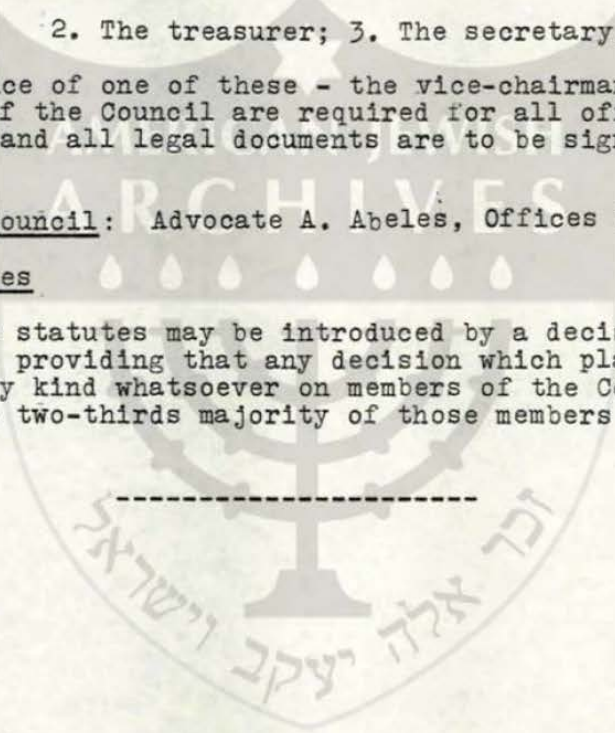 2. The treasurer; 3. The secretary
ce of one of these - the vice-chairma
f the Council are required for all of
and all legal documents are to be sig
AMERICAN JEWISH
ARCHIVES
ouncil: Advocate A. Abeles, Offices
es
statutes may be introduced by a deci
providing that any decision which pla
y kind whatsoever on members of the C
two-thirds majority of those members
--------------------
זכר אלה יעקב וישראל